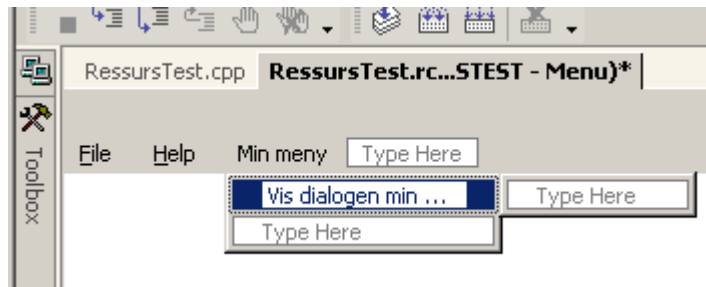 RessursTest.cpp RessursTest.rc...STEST - Menu)*
Toolbox
File Help Min meny Type Here
Vis dialogen min ... Type Here
Type Here